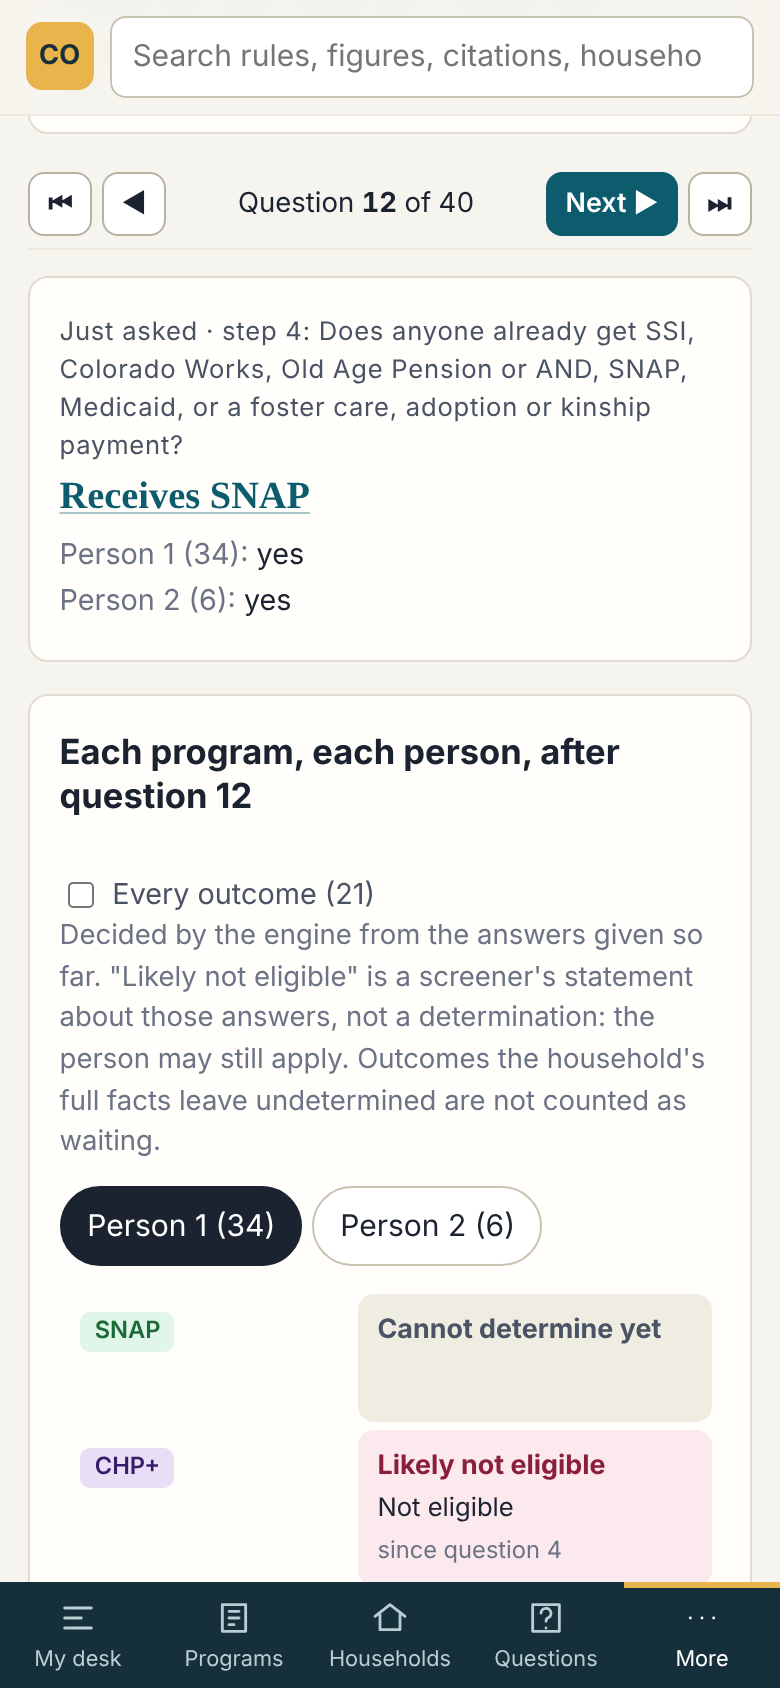 CO
Search rules, figures, citations, househo
Question 12 of 40
Next ▶
Just asked · step 4: Does anyone already get SSI,
Colorado Works, Old Age Pension or AND, SNAP,
Medicaid, or a foster care, adoption or kinship
payment?
Receives SNAP
Person 1 (34): yes
Person 2 (6): yes
Each program, each person, after
question 12
Every outcome (21)
Decided by the engine from the answers given so
far. "Likely not eligible" is a screener's statement
about those answers, not a determination: the
person may still apply. Outcomes the household's
full facts leave undetermined are not counted as
waiting.
Person 1 (34)
Person 2 (6)
SNAP
Cannot determine yet
CHP+
Likely not eligible
Not eligible
since question 4
My desk
Programs
Households
Questions
More